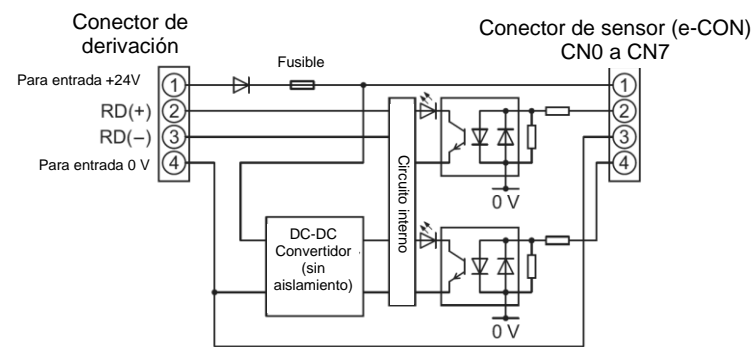 Conector de
derivación
Conector de sensor (e-CON)
CN0 a CN7
Fusible
Para entrada +24V
1
RD(+)
2
RD(−)
3
Para entrada 0 V
4
1
2
3
4
Circuito interno
0 V
DC-DC
Convertidor
(sin
aislamiento)
0 V